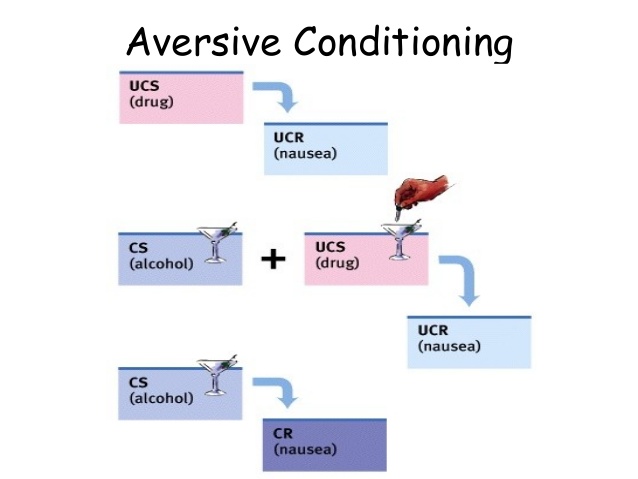 Aversive Conditioning
UCS
(drug)
UCR
(nausea)
CS
(alcohol)
+
UCS
(drug)
UCR
(nausea)
CS
(alcohol)
CR
(nausea)